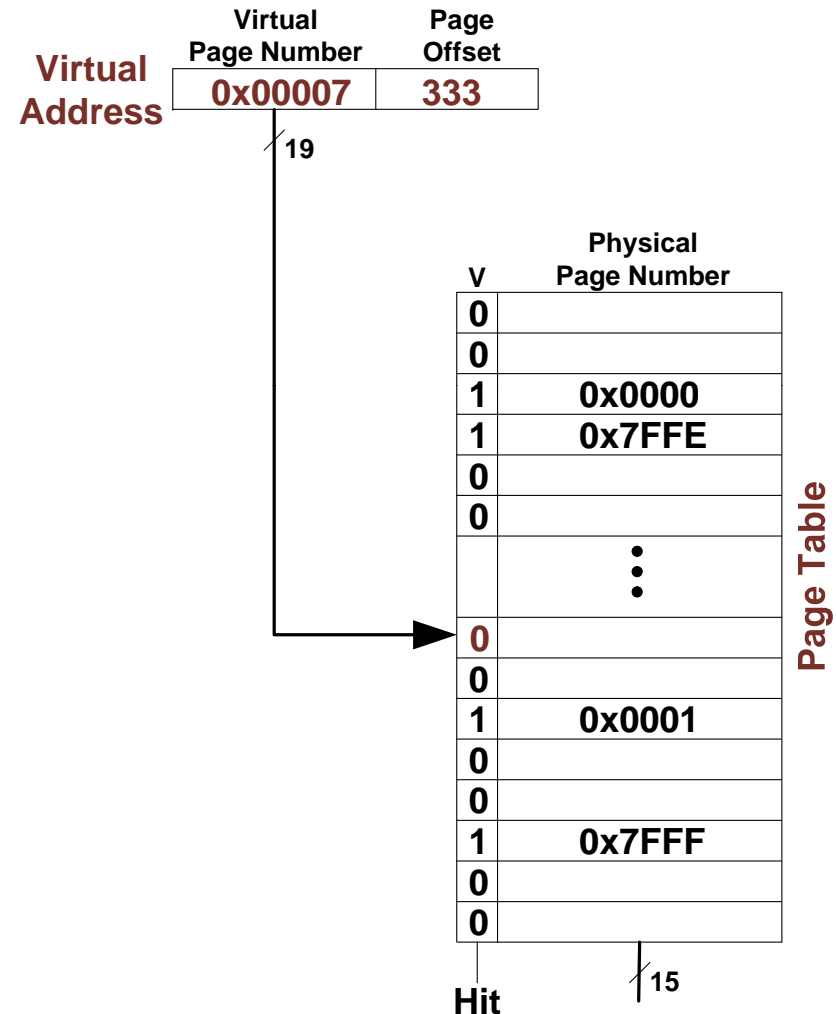 Virtual
Page Number
Page
Offset
Virtual
Address
0x00007
333
19
V
Physical
Page Number
0
0
1 0x0000
1 0x7FFE
0
0
0
0
1 0x0001
0
0
1 0x7FFF
0
0
Page Table
Hit
15